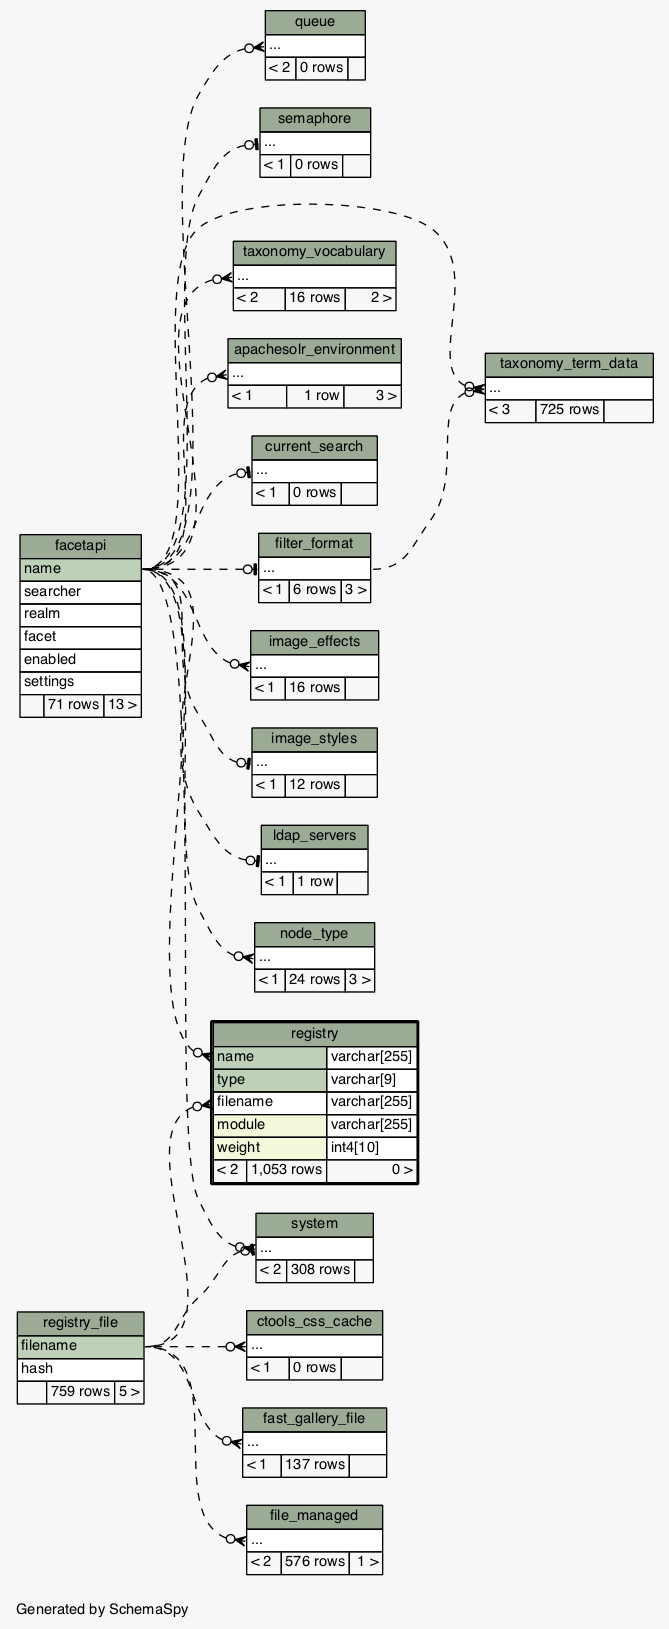 queue
...
< 2 0 rows
semaphore
...
< 1 0 rows
taxonomy_vocabulary
...
< 2 16 rows 2 >
apachesolr_environment
...
< 1 1 row 3 >
taxonomy_term_data
...
< 3 725 rows
current_search
...
< 1 0 rows
filter_format
...
< 1 6 rows 3 >
facetapi
name
searcher
realm
facet
enabled
settings
71 rows 13 >
image_effects
...
< 1 16 rows
image_styles
...
< 1 12 rows
ldap_servers
...
< 1 1 row
node_type
...
< 1 24 rows 3 >
registry
name varchar[255]
type varchar[9]
filename varchar[255]
module varchar[255]
weight int4[10]
< 2 1,053 rows 0 >
system
...
< 2 308 rows
registry_file
filename
hash
759 rows 5 >
ctools_css_cache
...
< 1 0 rows
fast_gallery_file
...
< 1 137 rows
file_managed
...
< 2 576 rows 1 >
Generated by SchemaSpy